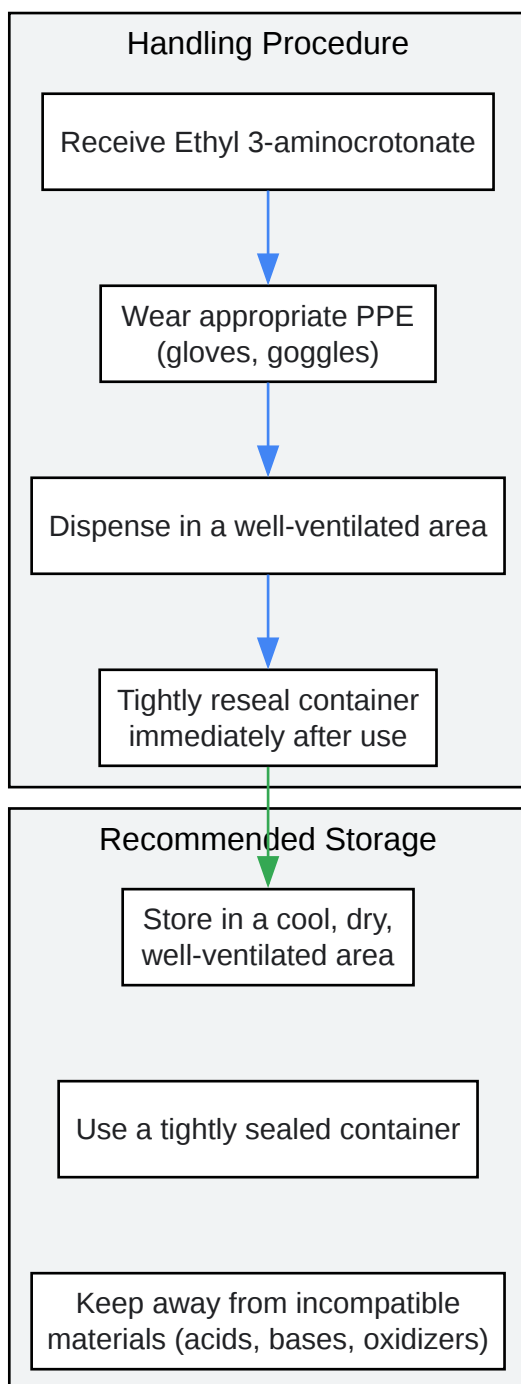 Handling Procedure
Receive Ethyl 3-aminocrotonate
Wear appropriate PPE
(gloves, goggles)
Dispense in a well-ventilated area
Tightly reseal container
immediately after use
Recommended Storage
Store in a cool, dry,
well-ventilated area
Use a tightly sealed container
Keep away from incompatible
materials (acids, bases, oxidizers)